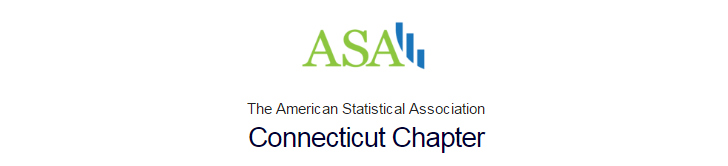 ASA
The American Statistical Association
Connecticut Chapter